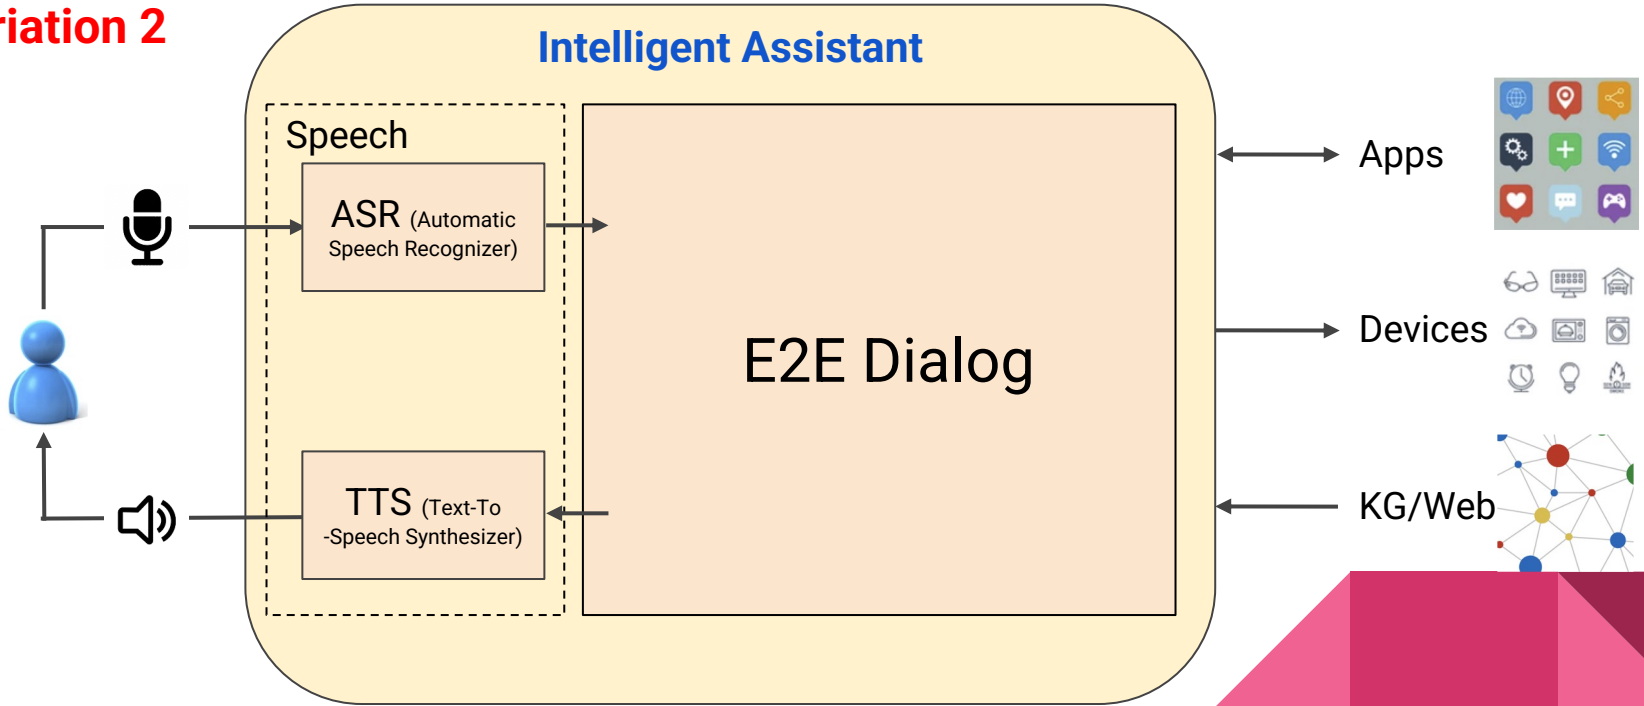 riation 2
Intelligent Assistant
Speech
ASR (Automatic
Speech Recognizer)
E2E Dialog
TTS (Text-To
-Speech Synthesizer)
Apps
Devices
KG/Web